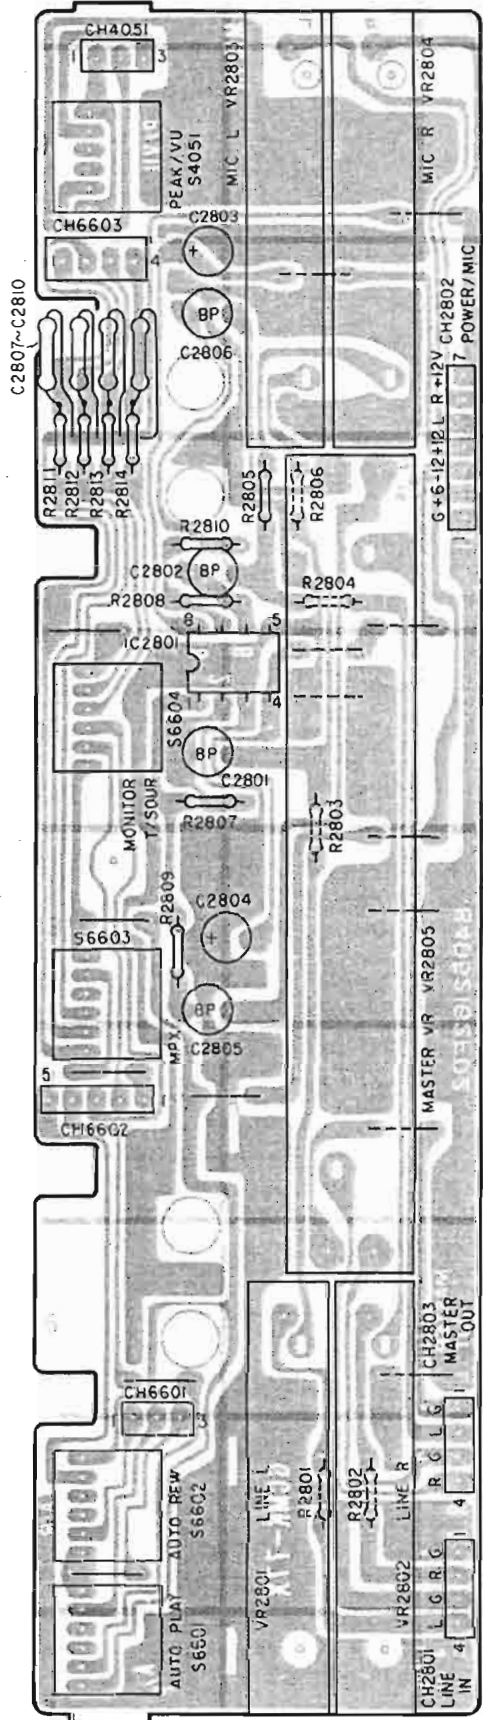 CH4051
1 3
PEAK/VU
S4051
MIC L VR2803
MIC R VR2804
CH6603
4
C2803
+
BP
C2806
C2807~C2810
CH2802
POWER/MIC
G+6-12+12L R+12V
7
1
R2811
R2812
R2813
R2814
R2805
R2806
R2810
C2802
BP
R2808
R2804
IC2801
8 5
1 4
S6604
BP
C2801
MONITOR
T/SOUR
R2807
R2803
R2809
C2804
+
S6603
BP
C2805
MPX
MASTER VR VR2805
5
1
CH6602
CH6601
1 3
CH2803
MASTER
OUT
R G L G
4 1
AUTO REW
S6602
LINE L
VR2801
R2801
R2802
LINE R
VR2802
AUTO PLAY
S6601
L G R G
4 1
CH2801
LINE
IN